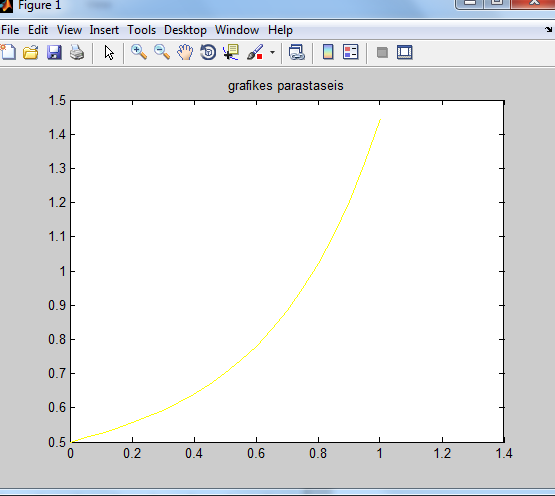 Figure 1
File Edit View Insert Tools Desktop Window Help
grafikes parastaseis
1.5
1.4
1.3
1.2
1.1
1
0.9
0.8
0.7
0.6
0.5
0 0.2 0.4 0.6 0.8 1 1.2 1.4